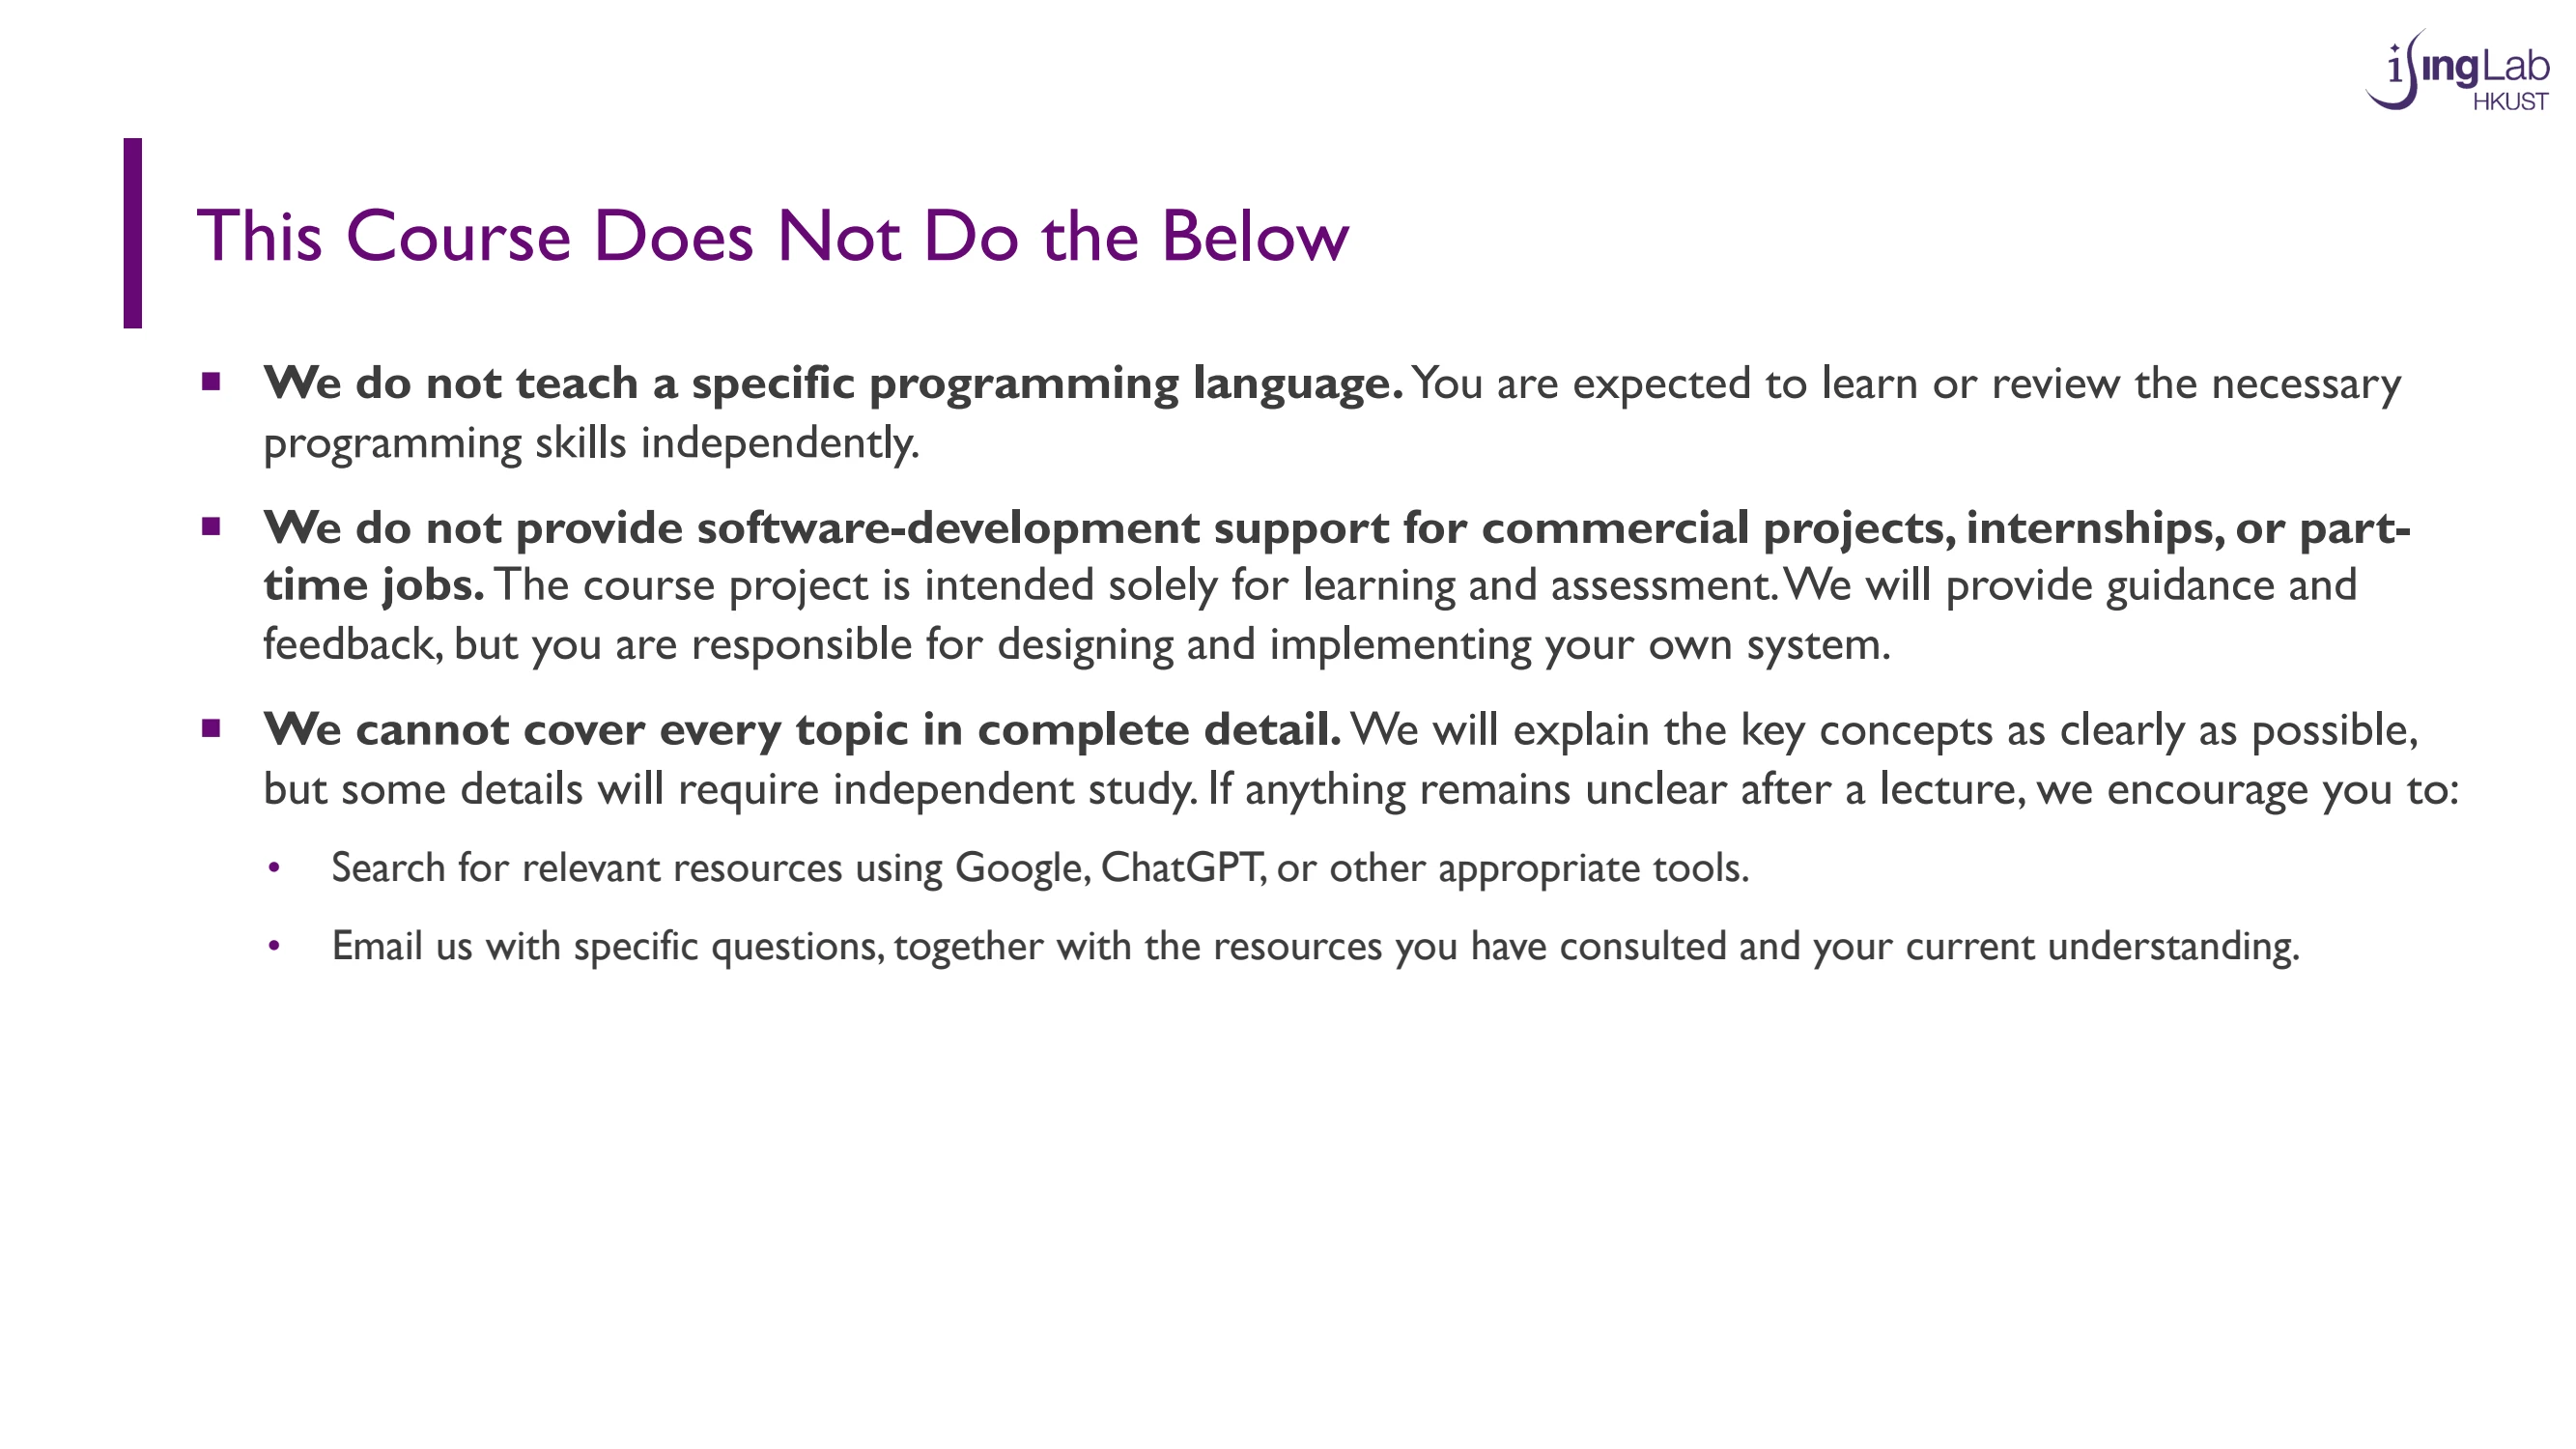 iSingLab
HKUST
This Course Does Not Do the Below
▪ We do not teach a specific programming language. You are expected to learn or review the necessary
programming skills independently.
▪ We do not provide software-development support for commercial projects, internships, or part-
time jobs. The course project is intended solely for learning and assessment. We will provide guidance and
feedback, but you are responsible for designing and implementing your own system.
▪ We cannot cover every topic in complete detail. We will explain the key concepts as clearly as possible,
but some details will require independent study. If anything remains unclear after a lecture, we encourage you to:
• Search for relevant resources using Google, ChatGPT, or other appropriate tools.
• Email us with specific questions, together with the resources you have consulted and your current understanding.